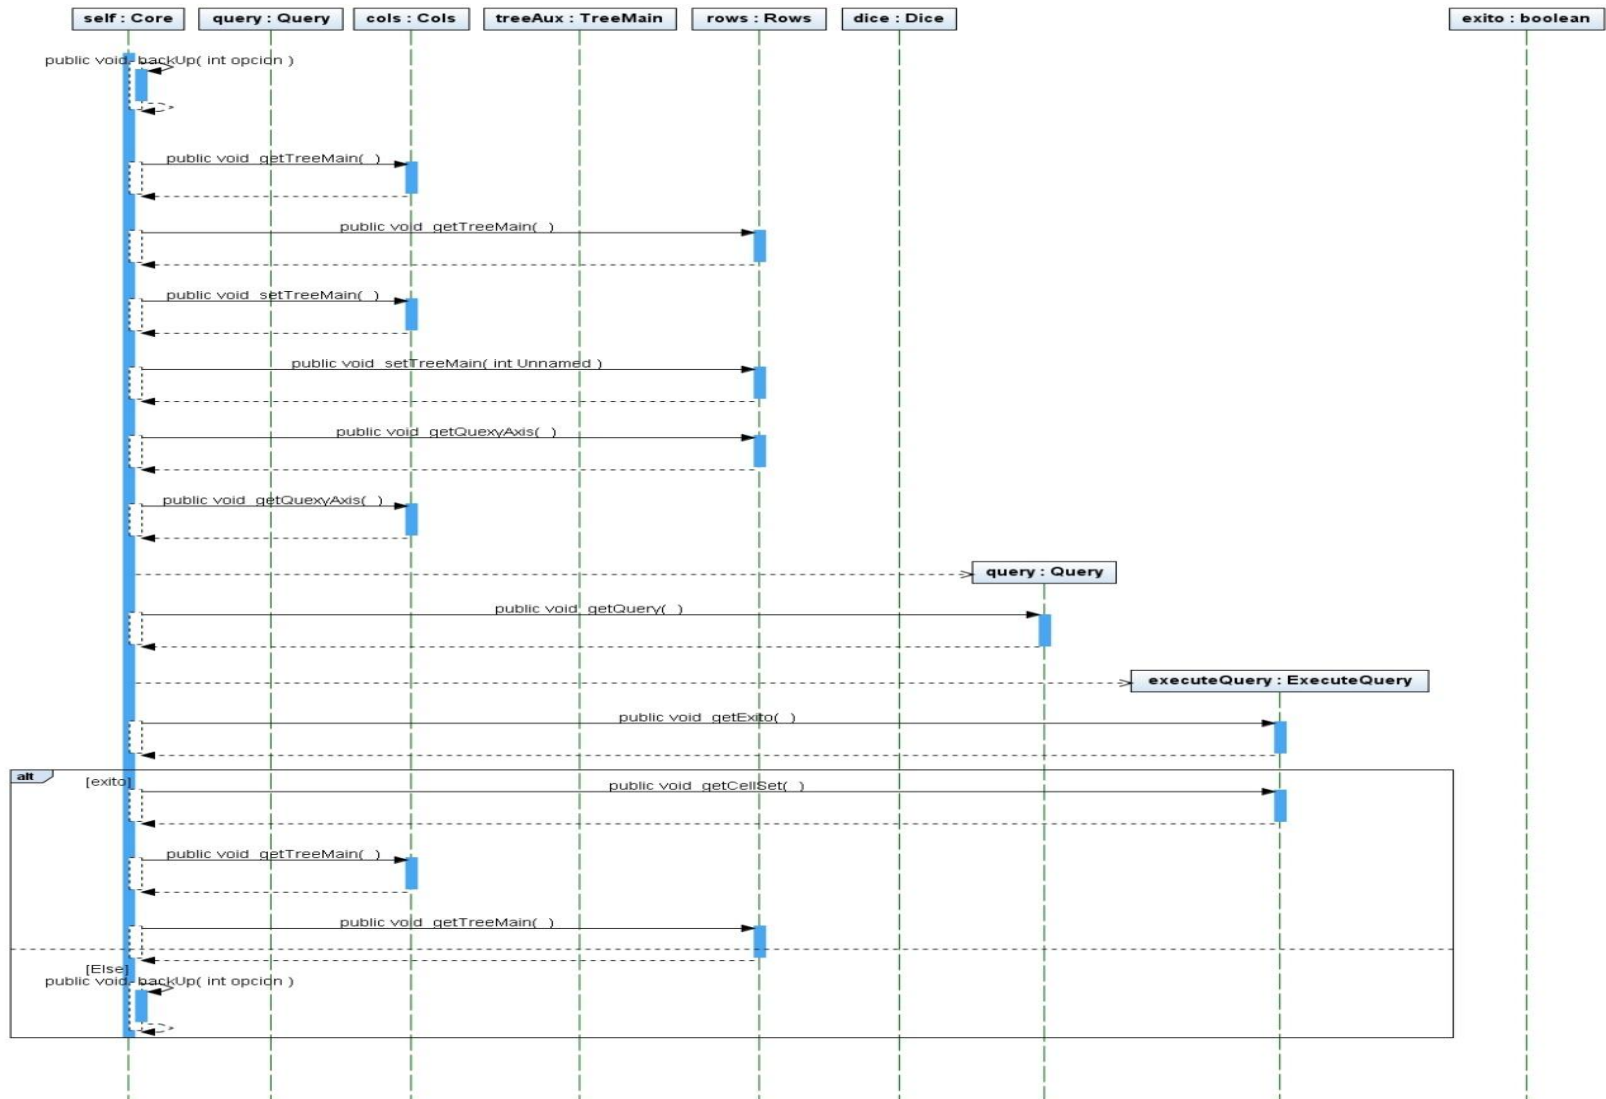 self : Core
query : Query
cols : Cols
treeAux : TreeMain
rows : Rows
dice : Dice
exito : boolean
public void backUp( int opcion )
public void getTreeMain( )
public void getTreeMain( )
public void setTreeMain( )
public void setTreeMain( int Unnamed )
public void getQuexyAxis( )
public void getQuexyAxis( )
query : Query
public void getQuery( )
executeQuery : ExecuteQuery
public void getExito( )
alt
[exito]
public void getCellSet( )
public void getTreeMain( )
public void getTreeMain( )
[Else]
public void backUp( int opcion )